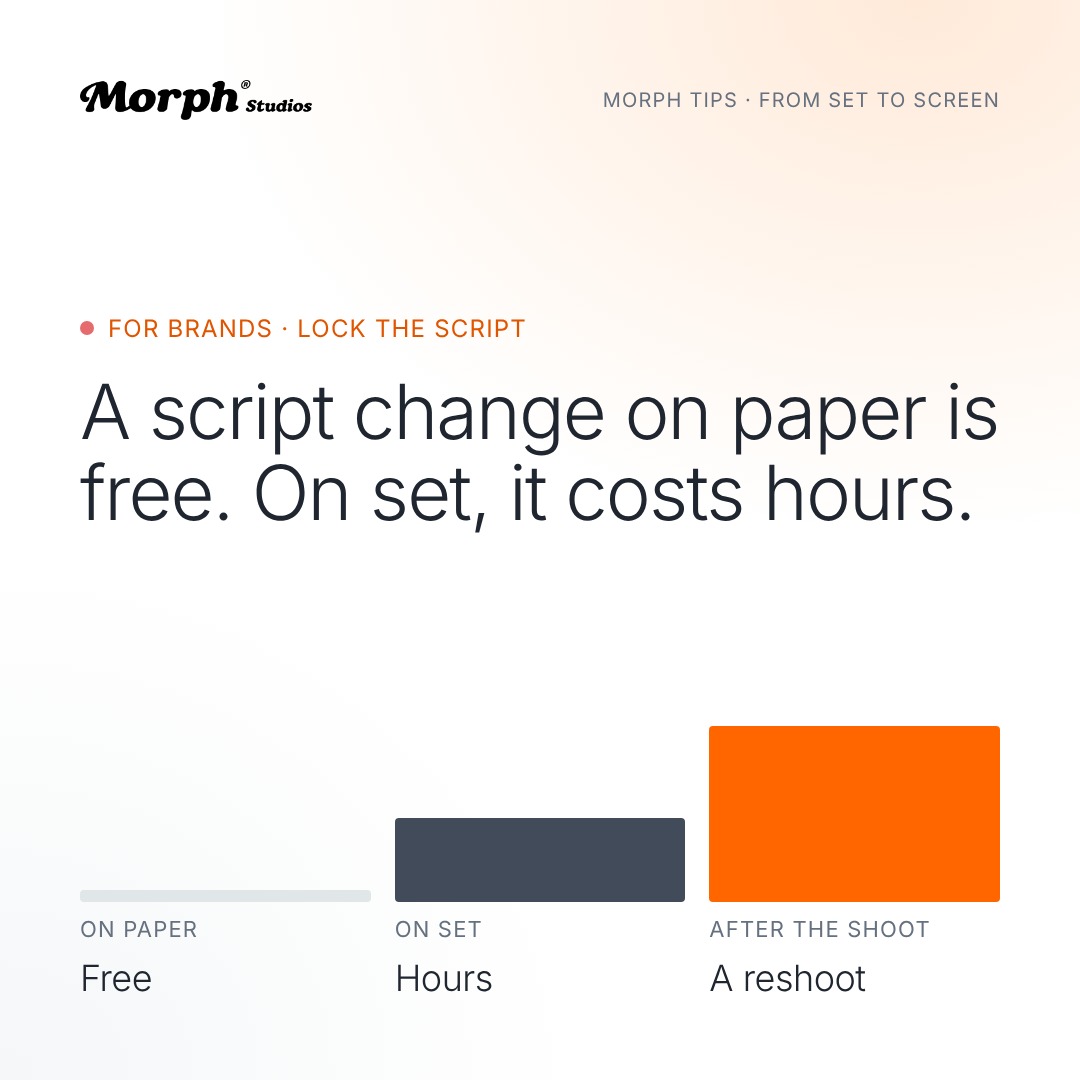 Morph® Studios
MORPH TIPS · FROM SET TO SCREEN
FOR BRANDS · LOCK THE SCRIPT
A script change on paper is
free. On set, it costs hours.
ON PAPER
Free
ON SET
Hours
AFTER THE SHOOT
A reshoot